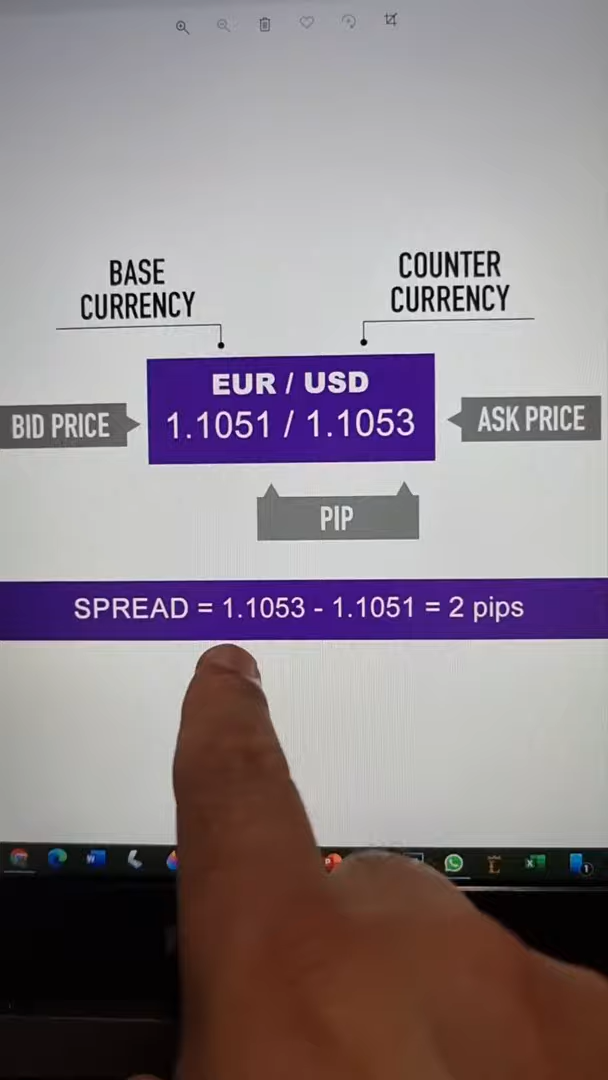 BASE
CURRENCY
COUNTER
CURRENCY
EUR / USD
BID PRICE
1.1051 / 1.1053
ASK PRICE
PIP
SPREAD = 1.1053 - 1.1051 = 2 pips